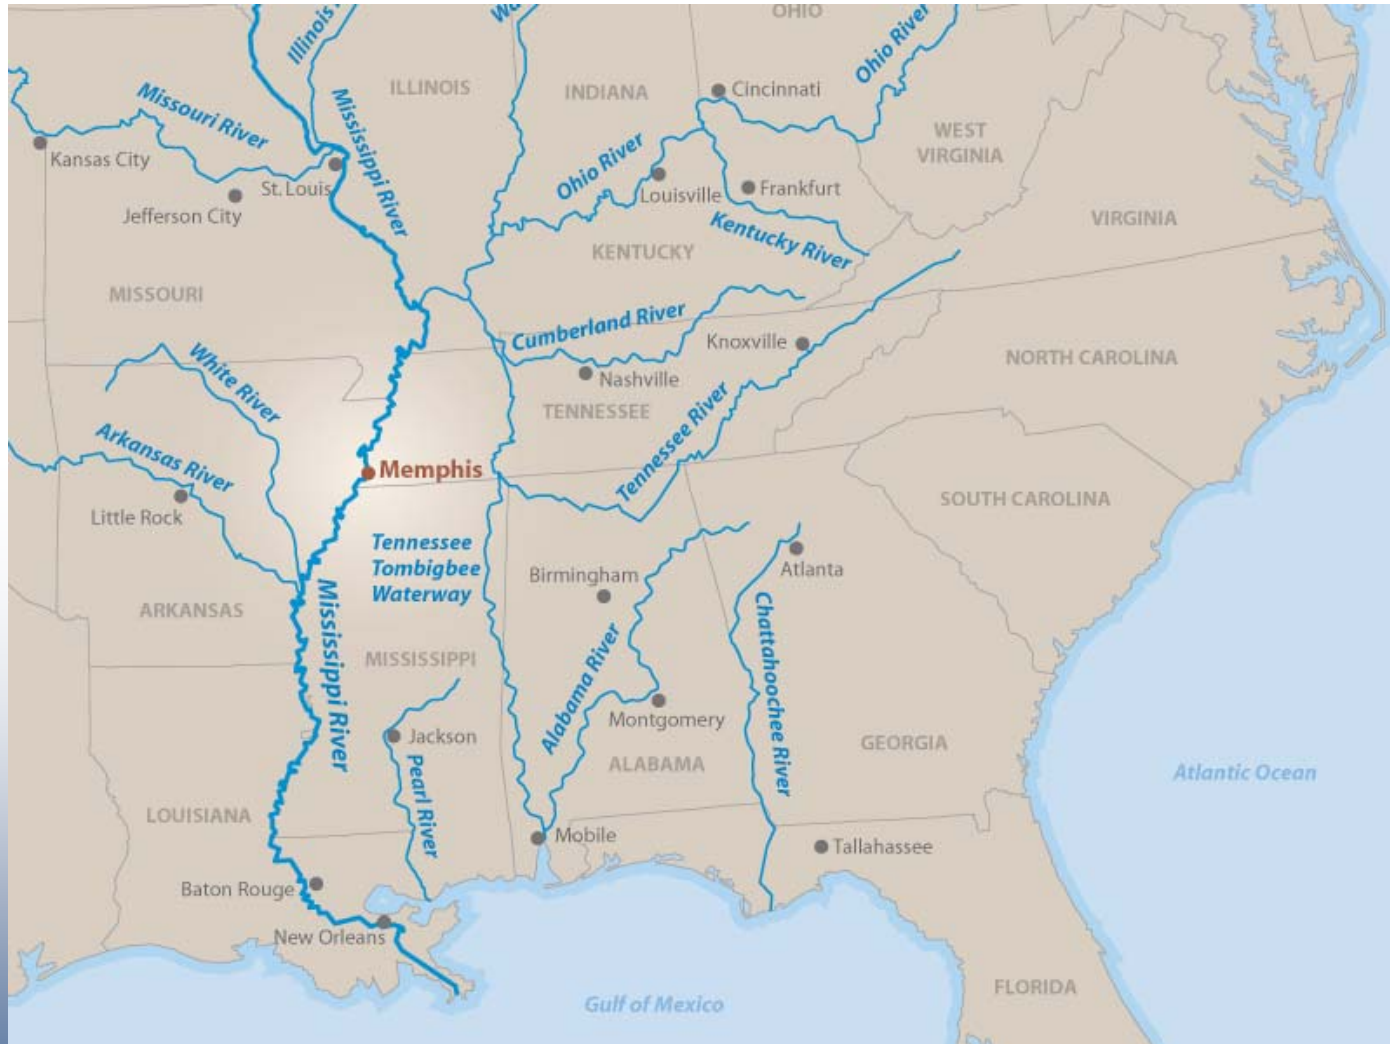 OHIO
Illinois
Wa
Ohio River
ILLINOIS
INDIANA
Cincinnati
Missouri River
Mississippi River
WEST
VIRGINIA
Kansas City
St. Louis
Ohio River
Louisville
Frankfurt
Jefferson City
VIRGINIA
Kentucky River
KENTUCKY
MISSOURI
Cumberland River
Knoxville
White River
NORTH CAROLINA
Nashville
TENNESSEE
Tennessee River
Arkansas River
Memphis
SOUTH CAROLINA
Little Rock
Tennessee
Tombigbee
Waterway
Birmingham
Atlanta
ARKANSAS
Mississippi River
Chattahoochee River
MISSISSIPPI
Alabama River
Montgomery
Jackson
GEORGIA
Pearl River
ALABAMA
Atlantic Ocean
LOUISIANA
Mobile
Tallahassee
Baton Rouge
New Orleans
FLORIDA
Gulf of Mexico